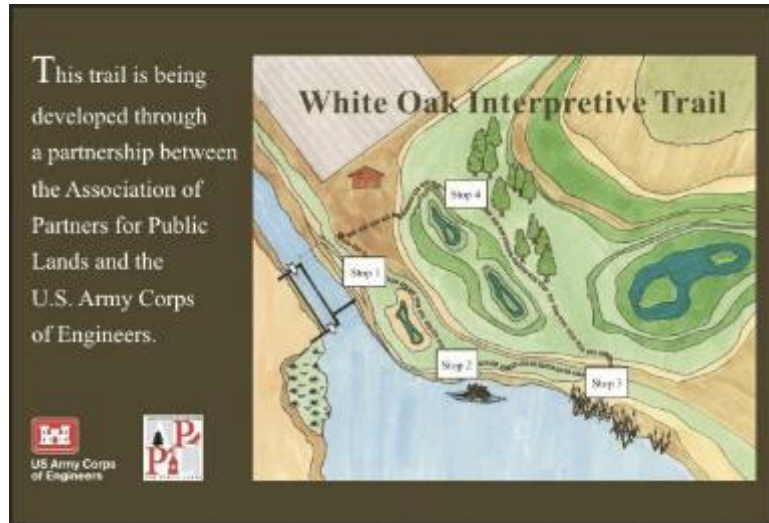 This trail is being
developed through
a partnership between
the Association of
Partners for Public
Lands and the
U.S. Army Corps
of Engineers.
White Oak Interpretive Trail
Stop 4
Stop 1
Stop 2
Stop 3
US Army Corps
of Engineers